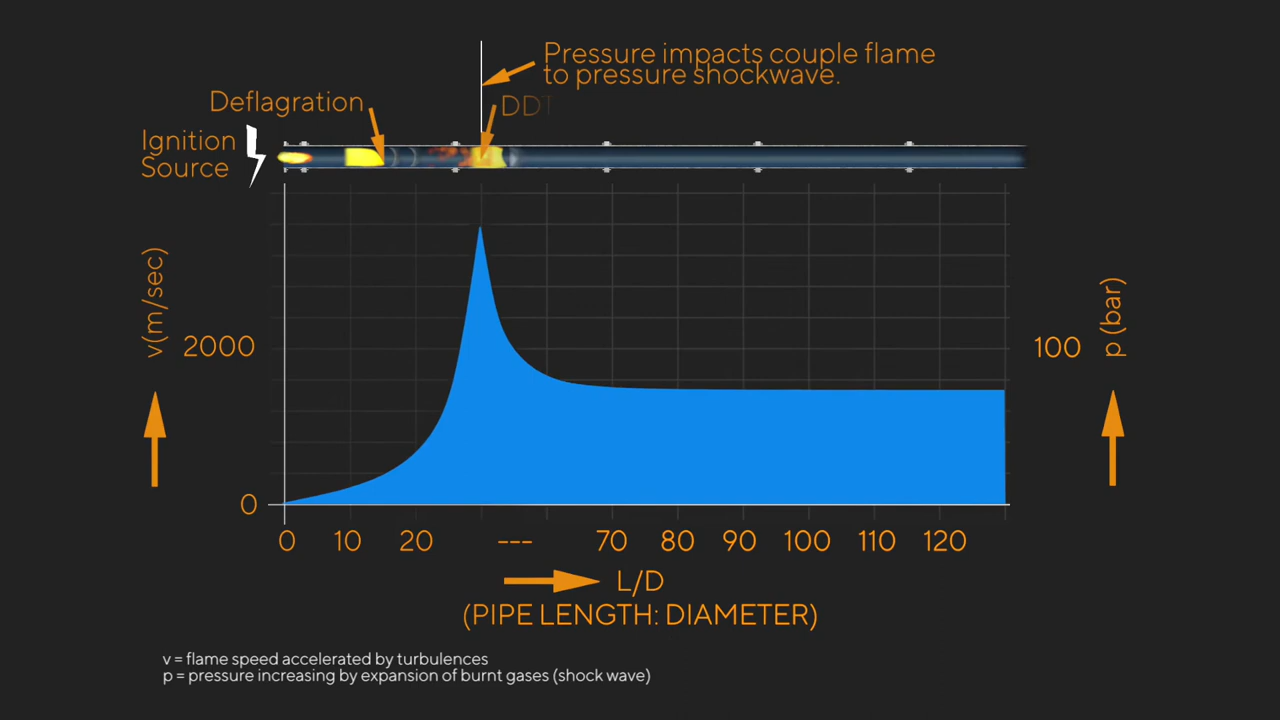 Pressure impacts couple flame
to pressure shockwave.
Deflagration
DDT
Ignition
Source
v(m/sec)
2000
0
100
p (bar)
0 10 20 --- 70 80 90 100 110 120
L/D
(PIPE LENGTH: DIAMETER)
v = flame speed accelerated by turbulences
p = pressure increasing by expansion of burnt gases (shock wave)